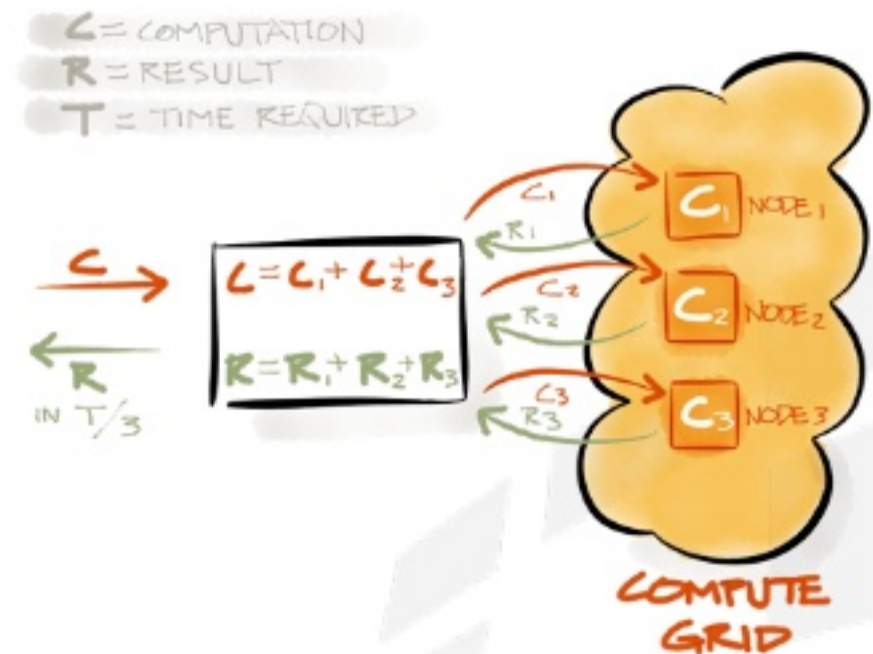 C = COMPUTATION
R = RESULT
T = TIME REQUIRED
C
R
IN T/3
C = C₁ + C₂ + C₃
R = R₁ + R₂ + R₃
C₁
R₁
C₂
R₂
C₃
R₃
C₁ NODE 1
C₂ NODE 2
C₃ NODE 3
COMPUTE
GRID